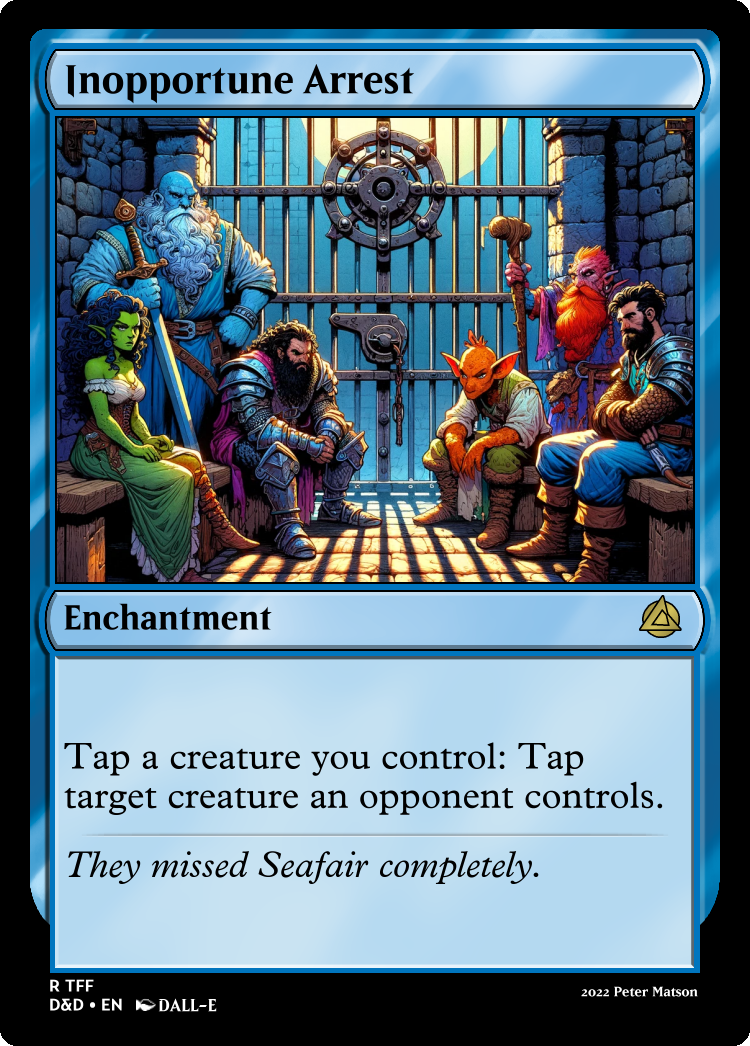 Inopportune Arrest
Enchantment
Tap a creature you control: Tap
target creature an opponent controls.
They missed Seafair completely.
R TFF
D&D • EN DALL-E
2022 Peter Matson